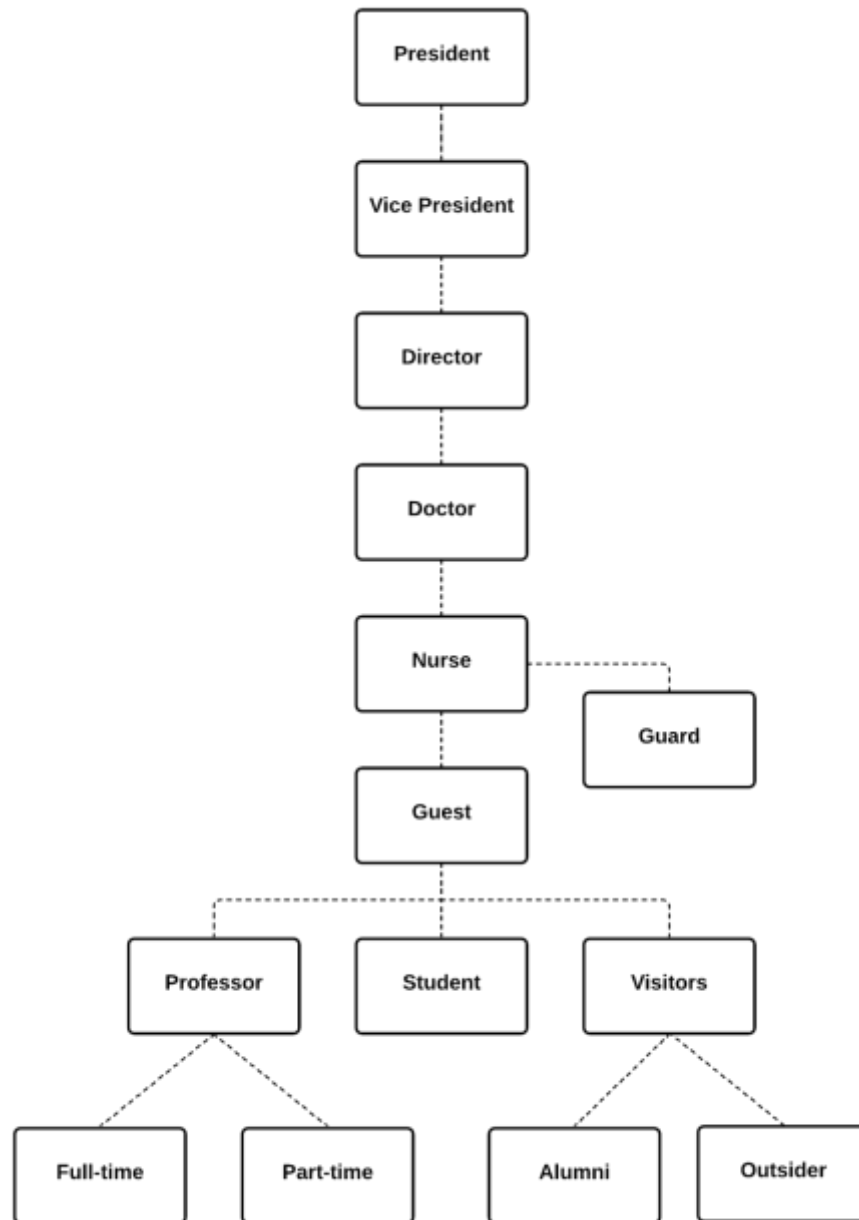 President
Vice President
Director
Doctor
Nurse
Guard
Guest
Professor
Student
Visitors
Full-time
Part-time
Alumni
Outsider